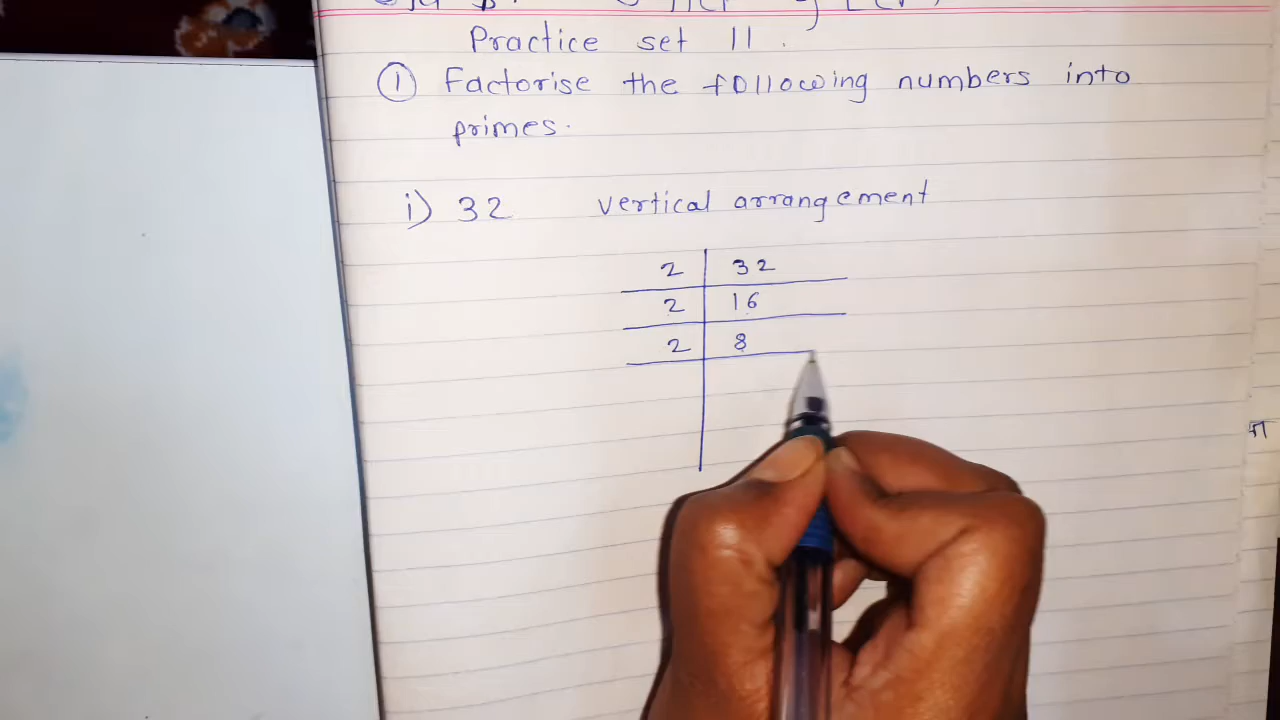 Practice set 11.
① Factorise the following numbers into
primes.
i) 32 vertical arrangement
2 32
2 16
2 8